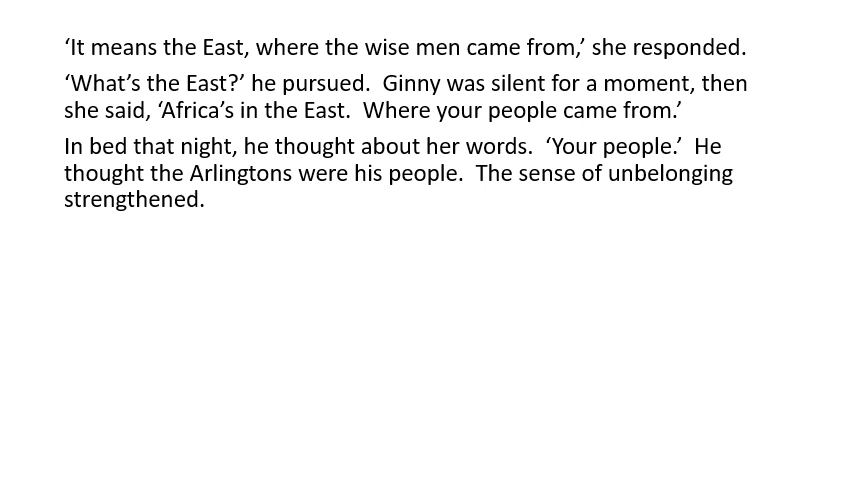 ‘It means the East, where the wise men came from,’ she responded.
‘What’s the East?’ he pursued.  Ginny was silent for a moment, then
she said, ‘Africa’s in the East.  Where your people came from.’
In bed that night, he thought about her words.  ‘Your people.’  He
thought the Arlingtons were his people.  The sense of unbelonging
strengthened.